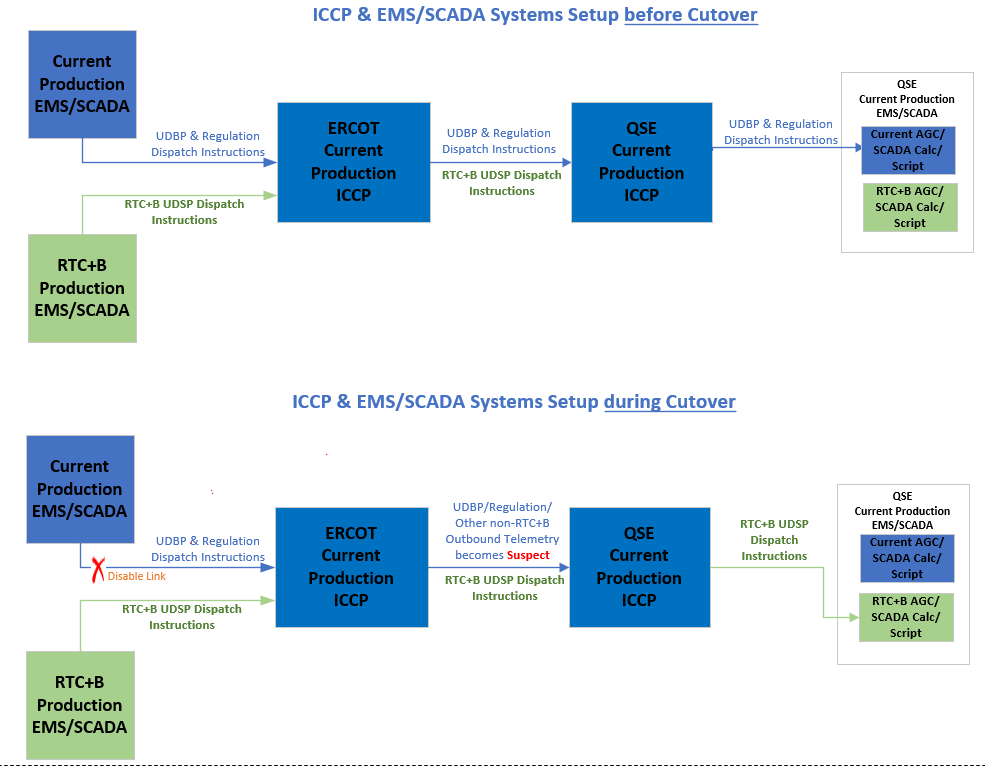 ICCP & EMS/SCADA Systems Setup before Cutover
Current
Production
EMS/SCADA
UDBP & Regulation
Dispatch Instructions
RTC+B UDSP Dispatch
Instructions
RTC+B
Production
EMS/SCADA
ERCOT
Current
Production
ICCP
UDBP & Regulation
Dispatch Instructions
RTC+B UDSP Dispatch
Instructions
QSE
Current
Production
ICCP
UDBP & Regulation
Dispatch Instructions
QSE
Current Production
EMS/SCADA
Current AGC/
SCADA Calc/
Script
RTC+B AGC/
SCADA Calc/
Script
ICCP & EMS/SCADA Systems Setup during Cutover
Current
Production
EMS/SCADA
UDBP & Regulation
Dispatch Instructions
Disable Link
RTC+B UDSP Dispatch
Instructions
RTC+B
Production
EMS/SCADA
ERCOT
Current
Production
ICCP
UDBP/Regulation/
Other non-RTC+B
Outbound Telemetry
becomes Suspect
RTC+B UDSP Dispatch
Instructions
QSE
Current
Production
ICCP
RTC+B UDSP
Dispatch
Instructions
QSE
Current Production
EMS/SCADA
Current AGC/
SCADA Calc/
Script
RTC+B AGC/
SCADA Calc/
Script